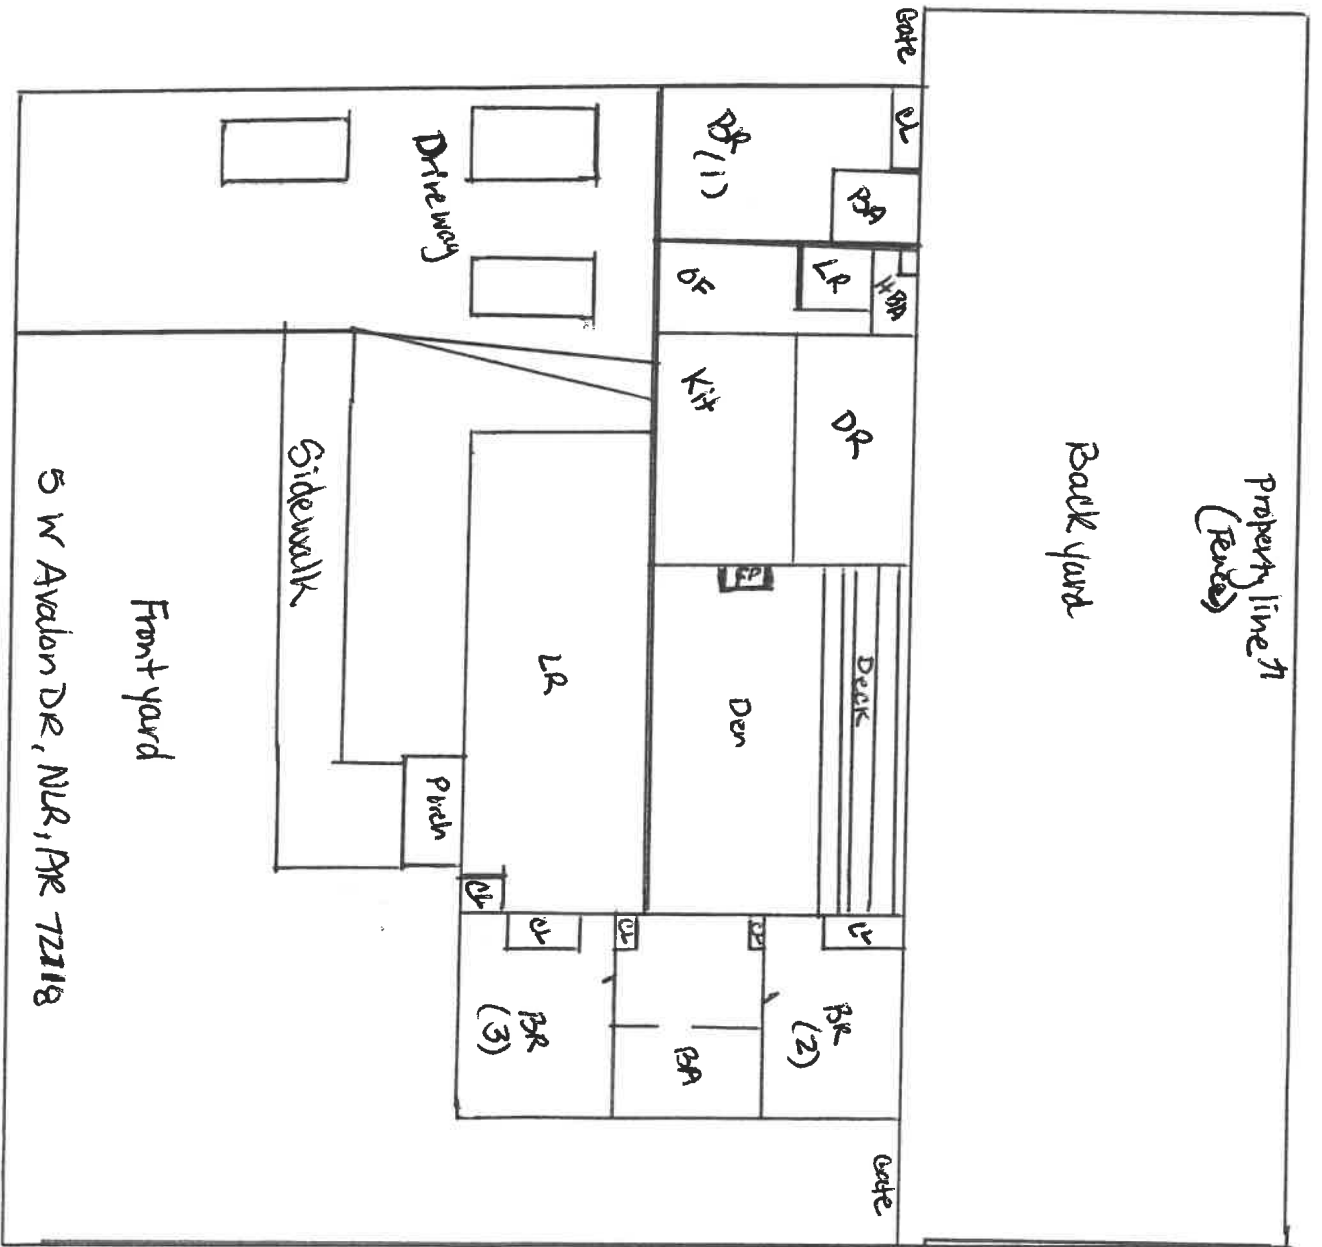 Property line ↑
(Fence)
Back yard
Gate
Gate
CL
BA
HBA
LR
DR
Deck
CL
BR
(2)
BR
(1)
OF
Kit
FP
Den
CL
CL
BA
LR
CL
BR
(3)
CL
Driveway
Porch
Sidewalk
Front yard
5 W Avalon DR, NLR, AR 72118